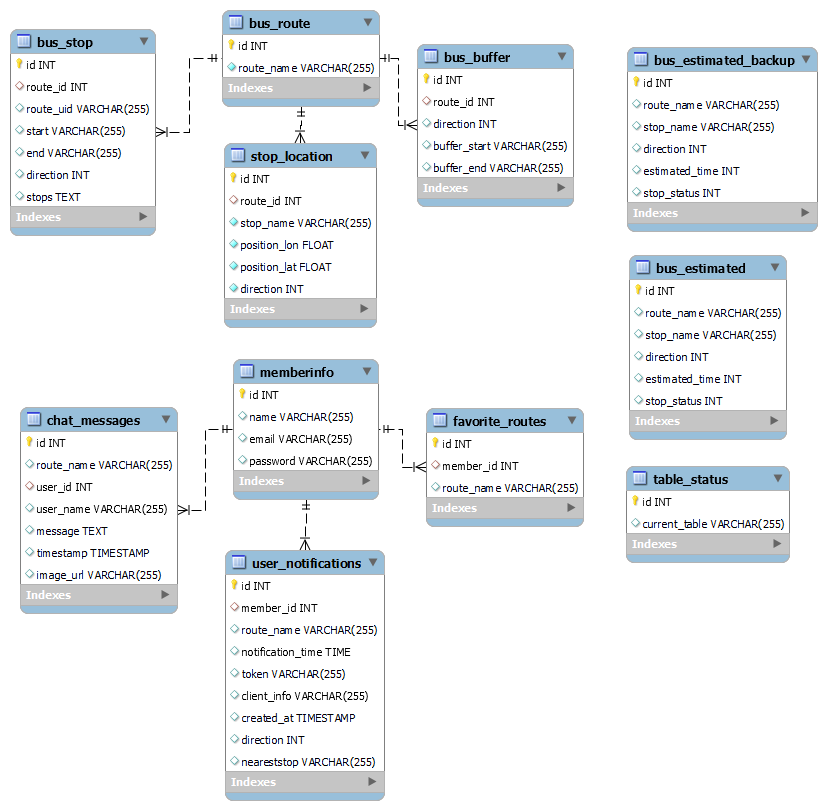 bus_route
id INT
route_name VARCHAR(255)
Indexes
bus_stop
id INT
route_id INT
route_uid VARCHAR(255)
start VARCHAR(255)
end VARCHAR(255)
direction INT
stops TEXT
Indexes
bus_buffer
id INT
route_id INT
direction INT
buffer_start VARCHAR(255)
buffer_end VARCHAR(255)
Indexes
bus_estimated_backup
id INT
route_name VARCHAR(255)
stop_name VARCHAR(255)
direction INT
estimated_time INT
stop_status INT
Indexes
stop_location
id INT
route_id INT
stop_name VARCHAR(255)
position_lon FLOAT
position_lat FLOAT
direction INT
Indexes
bus_estimated
id INT
route_name VARCHAR(255)
stop_name VARCHAR(255)
direction INT
estimated_time INT
stop_status INT
Indexes
memberinfo
id INT
name VARCHAR(255)
email VARCHAR(255)
password VARCHAR(255)
Indexes
chat_messages
id INT
route_name VARCHAR(255)
user_id INT
user_name VARCHAR(255)
message TEXT
timestamp TIMESTAMP
image_url VARCHAR(255)
Indexes
favorite_routes
id INT
member_id INT
route_name VARCHAR(255)
Indexes
table_status
id INT
current_table VARCHAR(255)
Indexes
user_notifications
id INT
member_id INT
route_name VARCHAR(255)
notification_time TIME
token VARCHAR(255)
client_info VARCHAR(255)
created_at TIMESTAMP
direction INT
neareststop VARCHAR(255)
Indexes